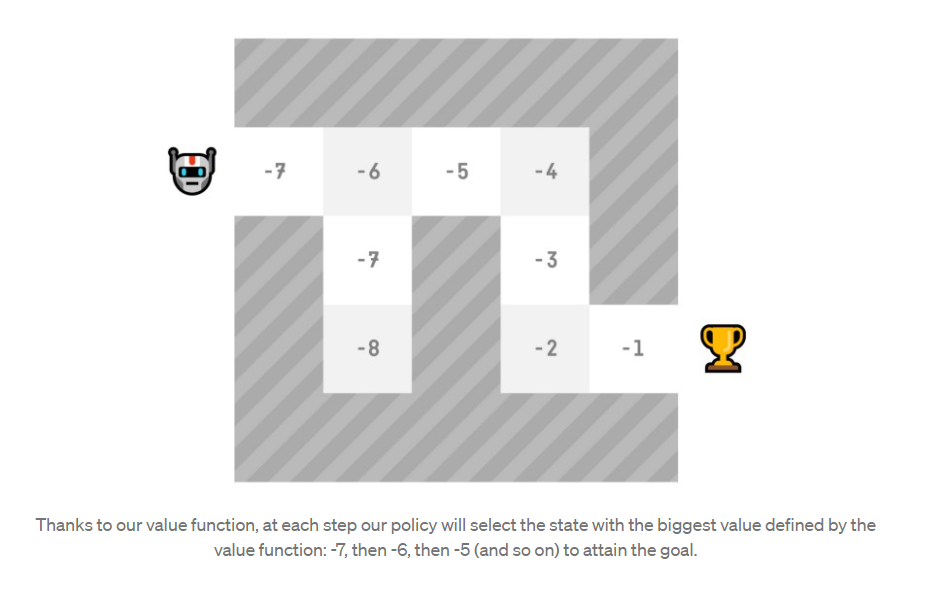 -7 -6 -5 -4
-7 -3
-8 -2 -1
Thanks to our value function, at each step our policy will select the state with the biggest value defined by the
value function: -7, then -6, then -5 (and so on) to attain the goal.